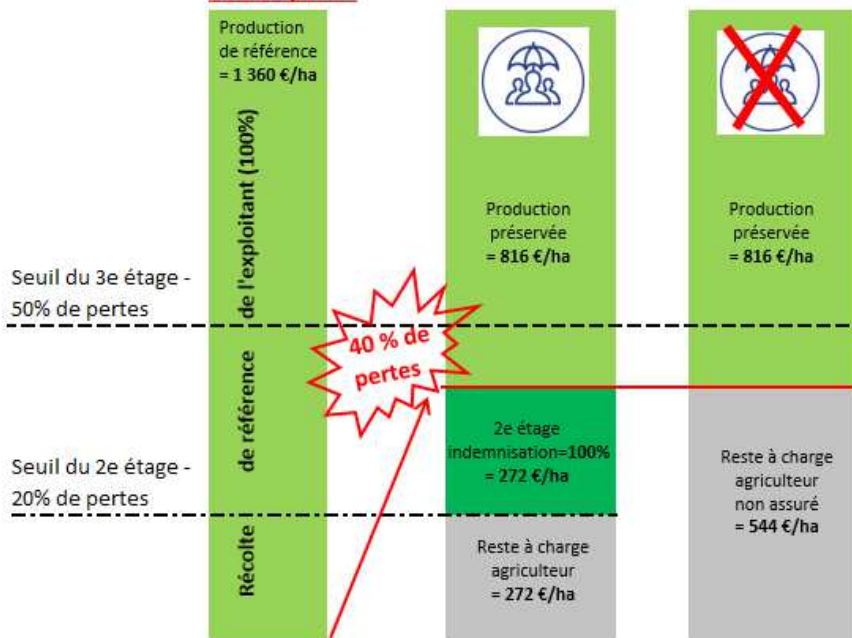 Production
de référence
= 1 360 €/ha
Récolte de référence de l'exploitant (100%)
Seuil du 3e étage -
50% de pertes
Seuil du 2e étage -
20% de pertes
40 % de
pertes
Production
préservée
= 816 €/ha
2e étage
indemnisation=100%
= 272 €/ha
Reste à charge
agriculteur
= 272 €/ha
Production
préservée
= 816 €/ha
Reste à charge
agriculteur
non assuré
= 544 €/ha